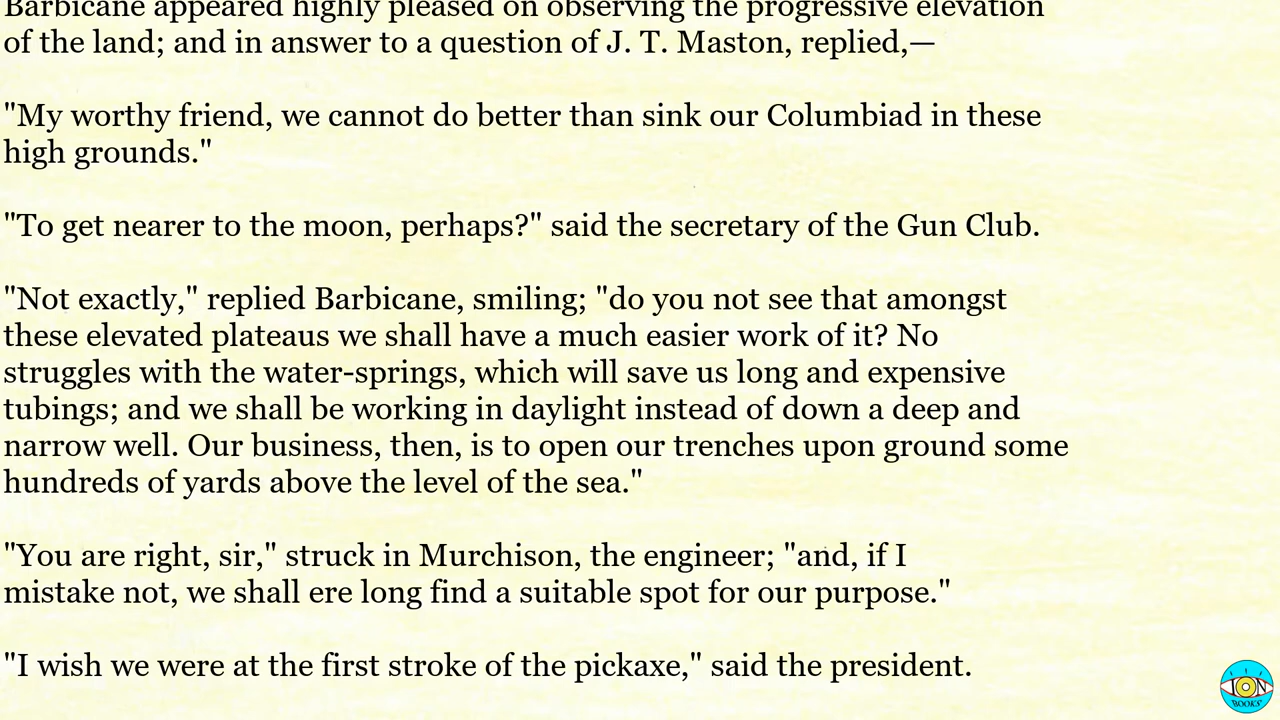 Barbicane appeared highly pleased on observing the progressive elevation
of the land; and in answer to a question of J. T. Maston, replied,—
"My worthy friend, we cannot do better than sink our Columbiad in these
high grounds."
"To get nearer to the moon, perhaps?" said the secretary of the Gun Club.
"Not exactly," replied Barbicane, smiling; "do you not see that amongst
these elevated plateaus we shall have a much easier work of it? No
struggles with the water-springs, which will save us long and expensive
tubings; and we shall be working in daylight instead of down a deep and
narrow well. Our business, then, is to open our trenches upon ground some
hundreds of yards above the level of the sea."
"You are right, sir," struck in Murchison, the engineer; "and, if I
mistake not, we shall ere long find a suitable spot for our purpose."
"I wish we were at the first stroke of the pickaxe," said the president.
ION
BOOKS